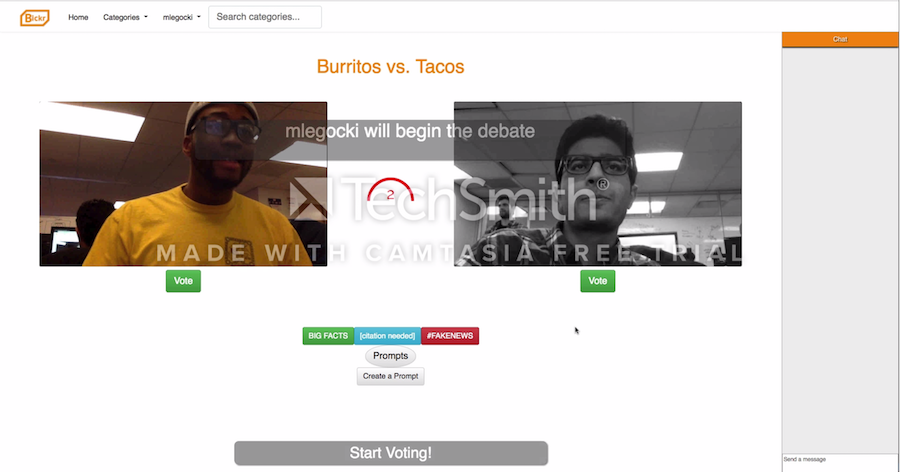 Bickr
Home
Categories
mlegocki
Search categories...
Chat
Burritos vs. Tacos
mlegocki will begin the debate
2
TechSmith®
MADE WITH CAMTASIA FREE TRIAL
Vote
Vote
BIG FACTS
[citation needed]
#FAKENEWS
Prompts
Create a Prompt
Start Voting!
Send a message